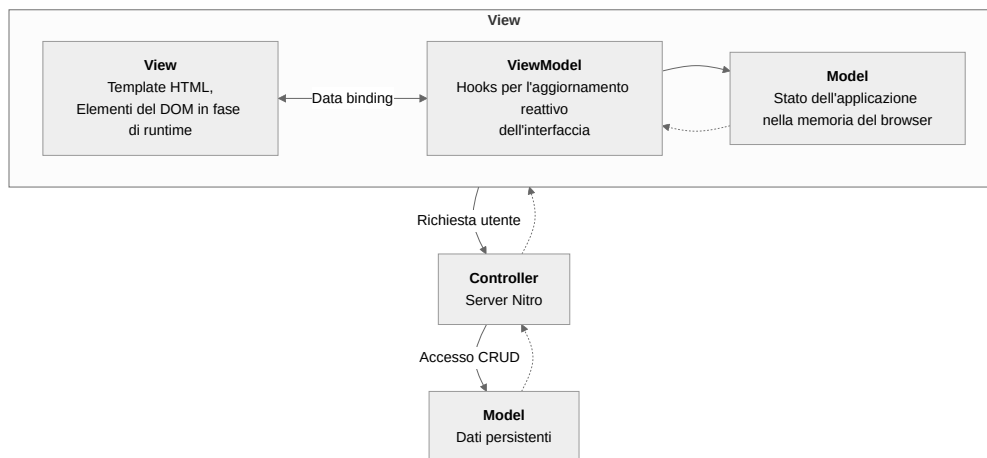 View
View
Template HTML,
Elementi del DOM in fase
di runtime
Data binding
ViewModel
Hooks per l'aggiornamento
reattivo
dell'interfaccia
Model
Stato dell'applicazione
nella memoria del browser
Richiesta utente
Controller
Server Nitro
Accesso CRUD
Model
Dati persistenti